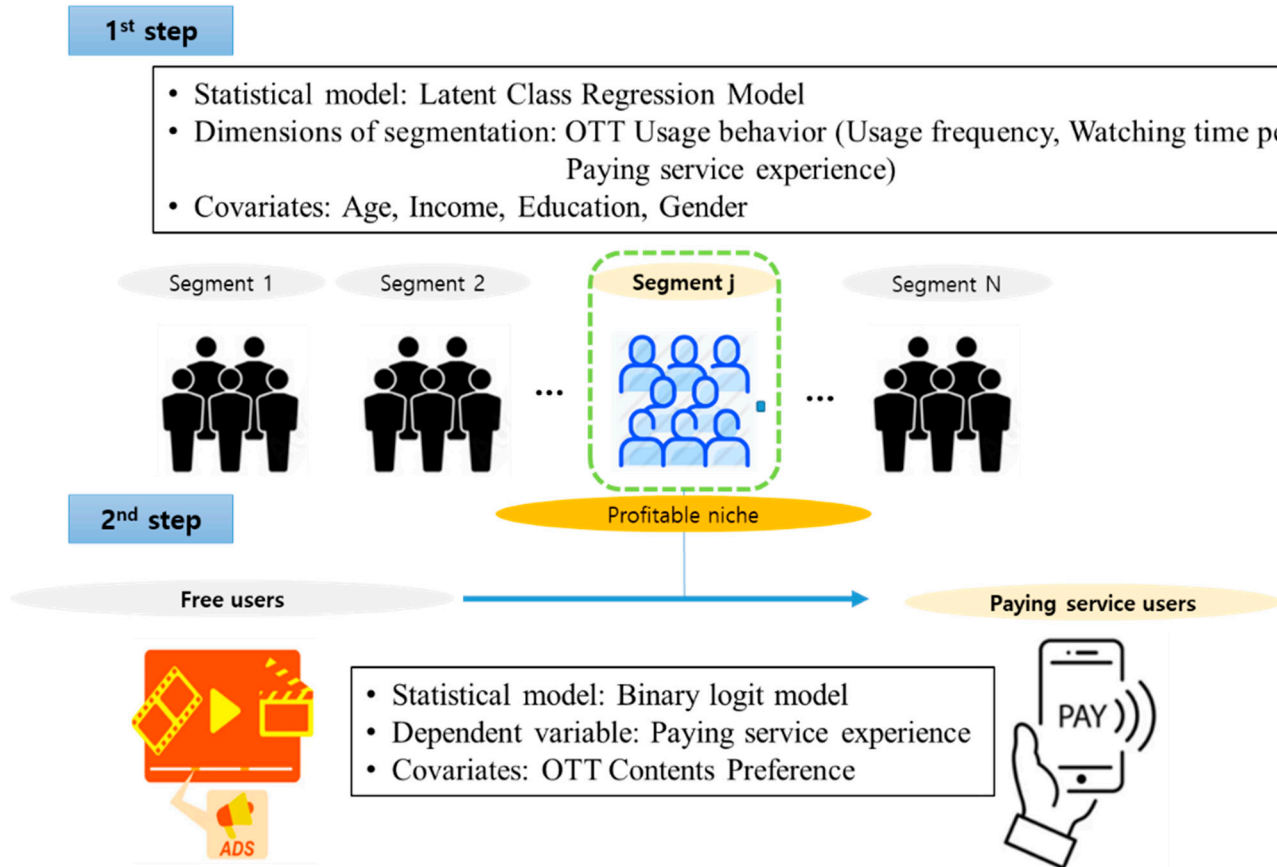 1st step
• Statistical model: Latent Class Regression Model
• Dimensions of segmentation: OTT Usage behavior (Usage frequency, Watching time
Paying service experience)
• Covariates: Age, Income, Education, Gender
Segment 1
Segment 2
Segment j
Segment N
...
...
2nd step
Profitable niche
Free users
Paying service users
• Statistical model: Binary logit model
• Dependent variable: Paying service experience
• Covariates: OTT Contents Preference
PAY
ADS